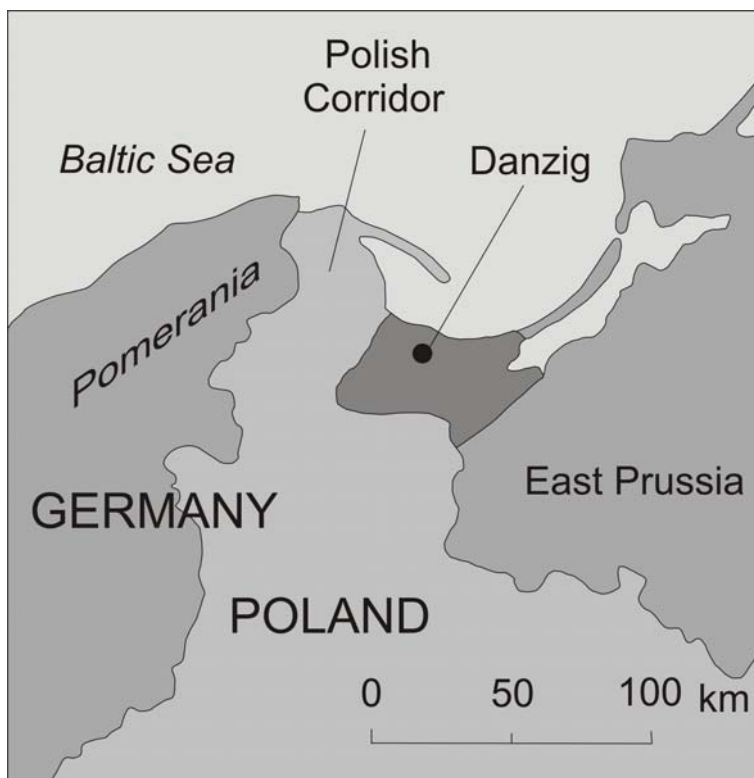 Polish
Corridor
Baltic Sea
Danzig
Pomerania
East Prussia
GERMANY
POLAND
0 50 100 km